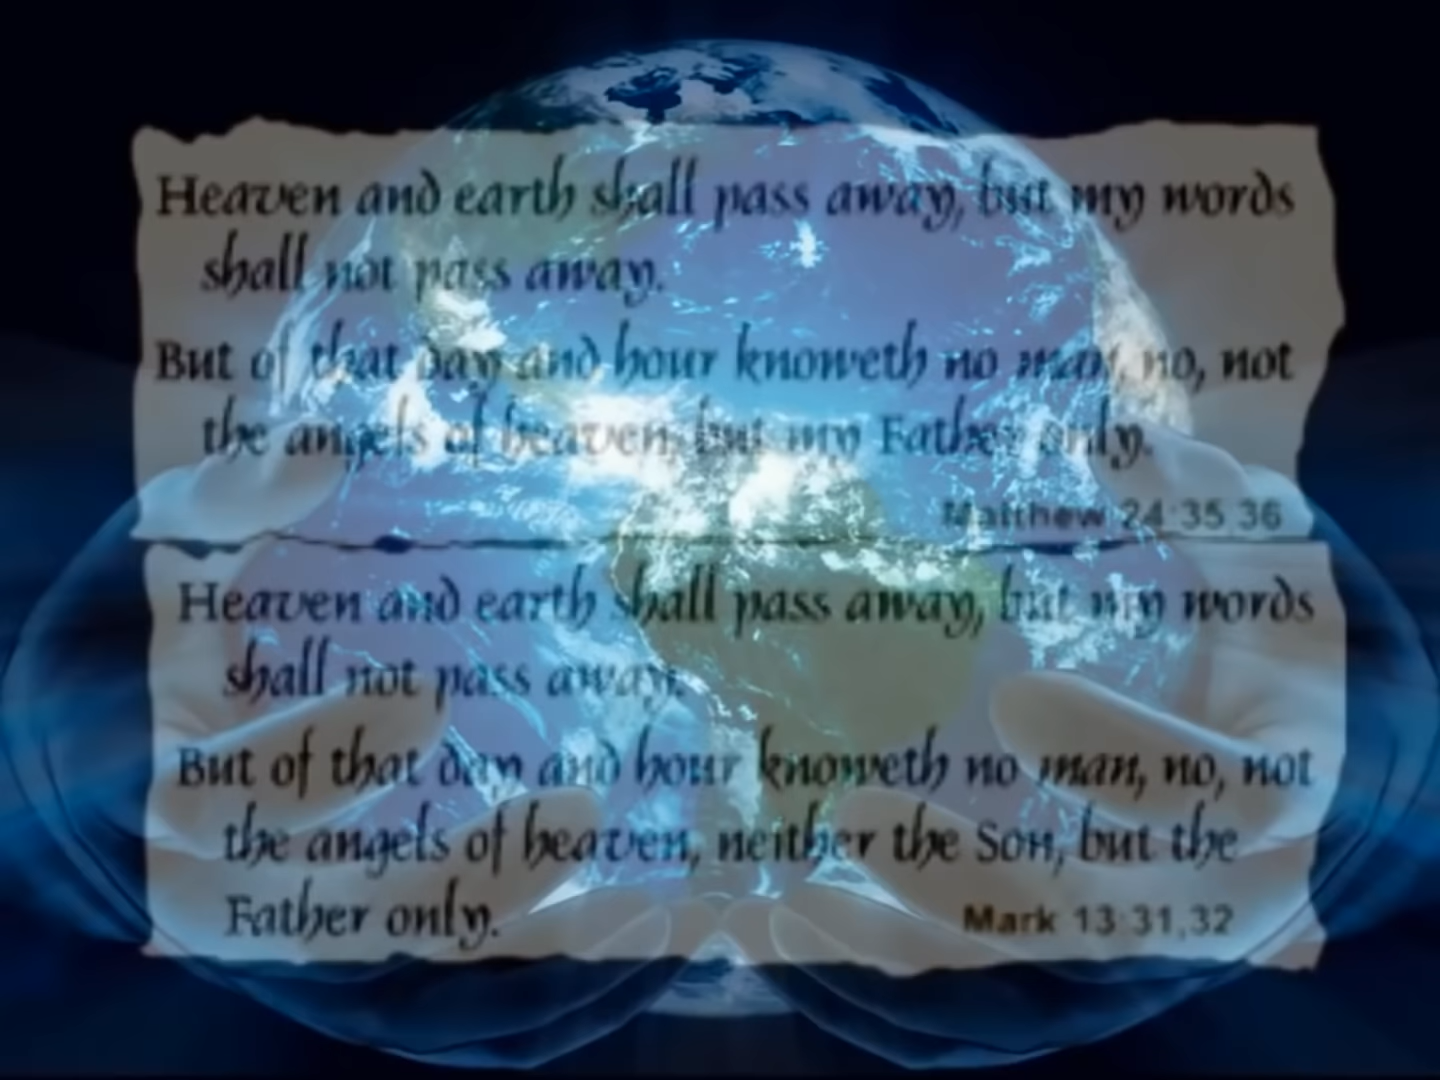 Heaven and earth shall pass away, but my words
shall not pass away.
But of that day and hour knoweth no man, no, not
the angels of heaven, but my Father only.
Matthew 24:35,36
Heaven and earth shall pass away, but my words
shall not pass away.
But of that day and hour knoweth no man, no, not
the angels of heaven, neither the Son, but the
Father only.
Mark 13:31,32